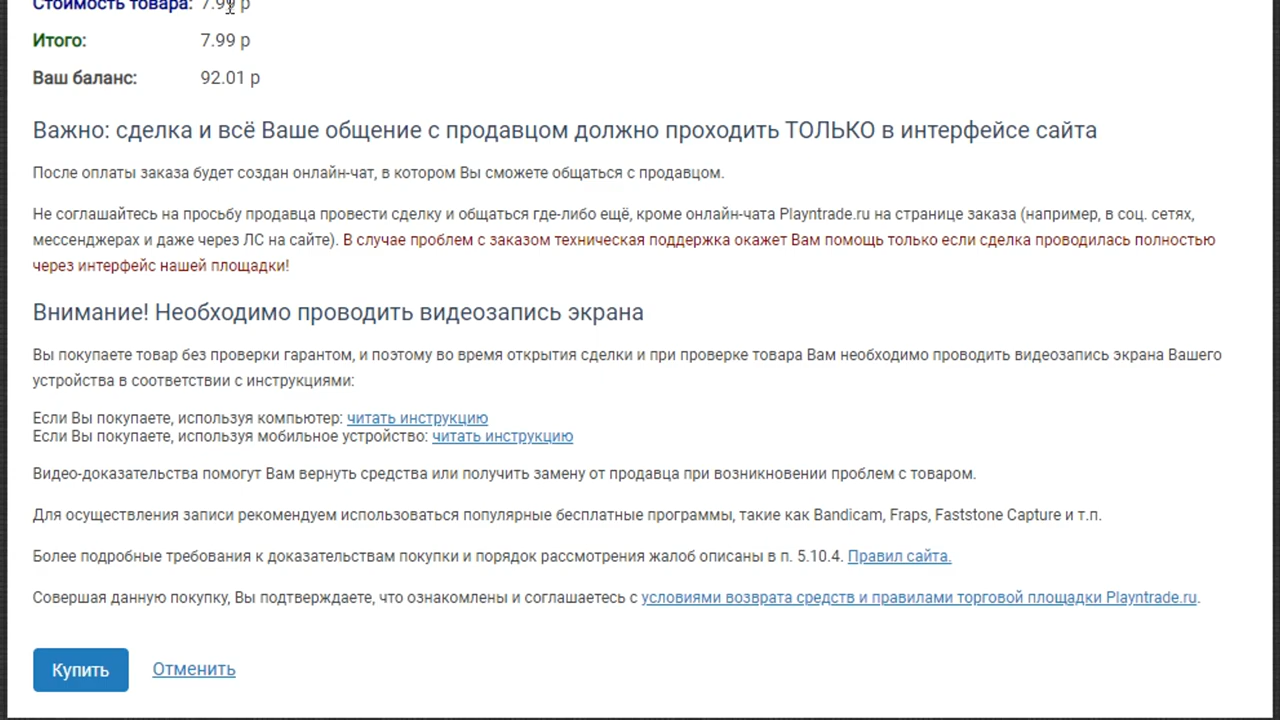 Стоимость товара: 7.99 р
Итого: 7.99 р
Ваш баланс: 92.01 р
Важно: сделка и всё Ваше общение с продавцом должно проходить ТОЛЬКО в интерфейсе сайта
После оплаты заказа будет создан онлайн-чат, в котором Вы сможете общаться с продавцом.
Не соглашайтесь на просьбу продавца провести сделку и общаться где-либо ещё, кроме онлайн-чата Playntrade.ru на странице заказа (например, в соц. сетях,
мессенджерах и даже через ЛС на сайте). В случае проблем с заказом техническая поддержка окажет Вам помощь только если сделка проводилась полностью
через интерфейс нашей площадки!
Внимание! Необходимо проводить видеозапись экрана
Вы покупаете товар без проверки гарантом, и поэтому во время открытия сделки и при проверке товара Вам необходимо проводить видеозапись экрана Вашего
устройства в соответствии с инструкциями:
Если Вы покупаете, используя компьютер: читать инструкцию
Если Вы покупаете, используя мобильное устройство: читать инструкцию
Видео-доказательства помогут Вам вернуть средства или получить замену от продавца при возникновении проблем с товаром.
Для осуществления записи рекомендуем использоваться популярные бесплатные программы, такие как Bandicam, Fraps, Faststone Capture и т.п.
Более подробные требования к доказательствам покупки и порядок рассмотрения жалоб описаны в п. 5.10.4. Правил сайта.
Совершая данную покупку, Вы подтверждаете, что ознакомлены и соглашаетесь с условиями возврата средств и правилами торговой площадки Playntrade.ru.
Купить Отменить